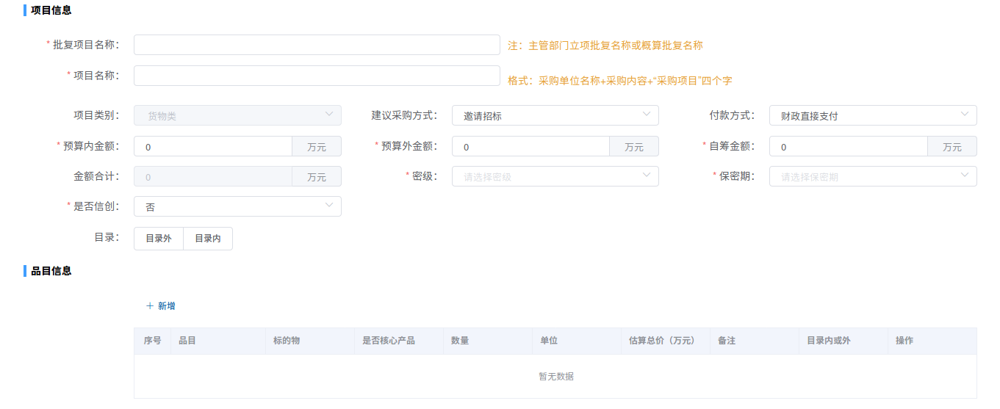 项目信息
* 批复项目名称： 注：主管部门立项批复名称或概算批复名称
* 项目名称： 格式：采购单位名称+采购内容+“采购项目”四个字
项目类别： 货物类 建议采购方式： 邀请招标 付款方式： 财政直接支付
* 预算内金额： 0 万元 * 预算外金额： 0 万元 * 自筹金额： 0 万元
金额合计： 0 万元 * 密级： 请选择密级 * 保密期： 请选择保密期
* 是否信创： 否
目录： 目录外 目录内
品目信息
+ 新增
序号 品目 标的物 是否核心产品 数量 单位 估算总价（万元） 备注 目录内或外 操作
暂无数据